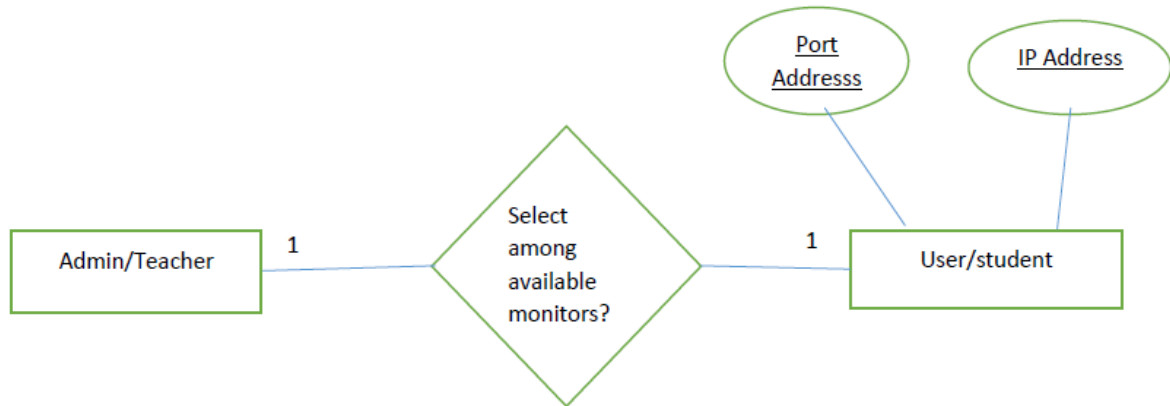 Port
Addresss
IP Address
Admin/Teacher
1
Select
among
available
monitors?
1
User/student